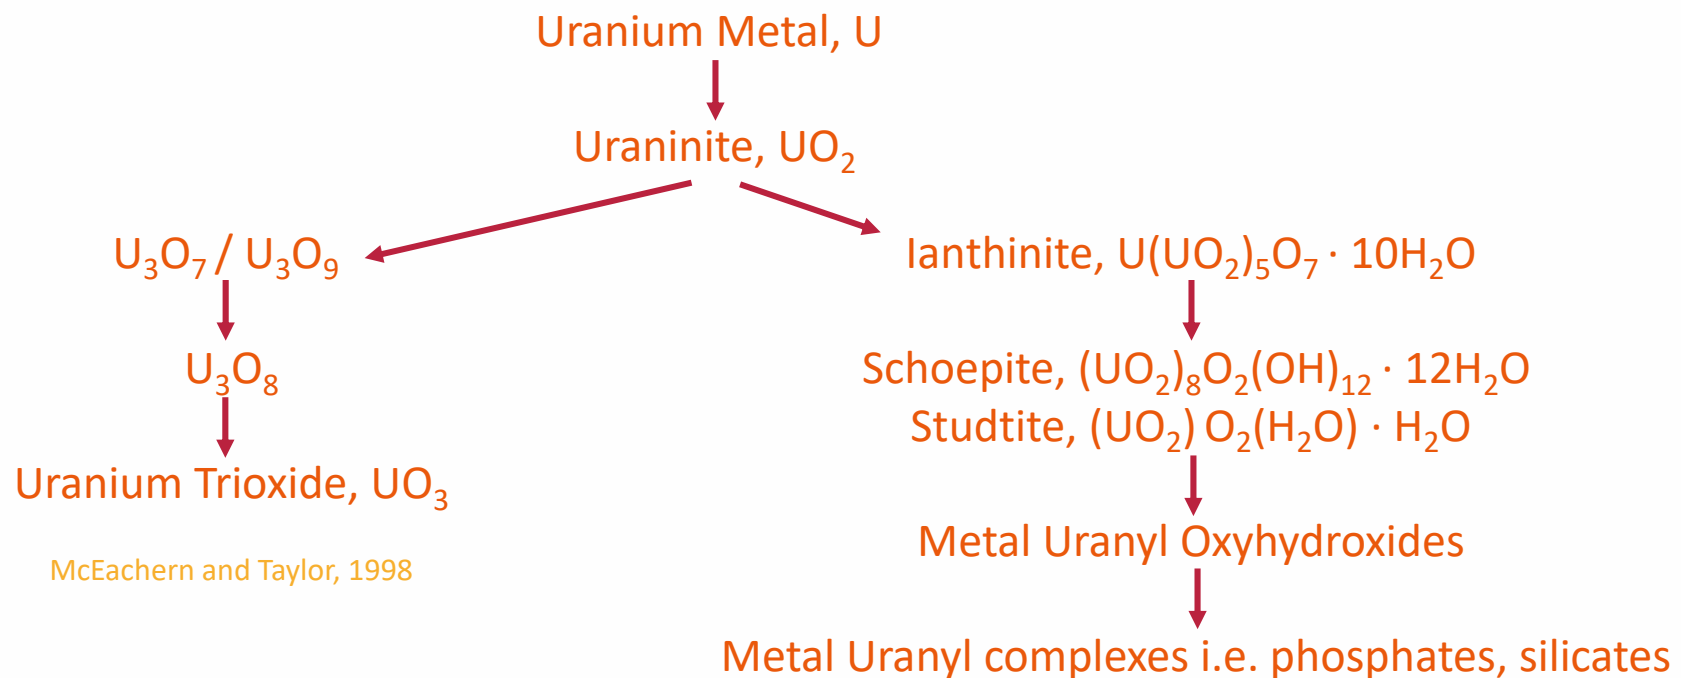 Uranium Metal, U
Uraninite, UO₂
U₃O₇ / U₃O₉
Ianthinite, U(UO₂)₅O₇ · 10H₂O
U₃O₈
Schoepite, (UO₂)₈O₂(OH)₁₂ · 12H₂O
Studtite, (UO₂) O₂(H₂O) · H₂O
Uranium Trioxide, UO₃
Metal Uranyl Oxyhydroxides
McEachern and Taylor, 1998
Metal Uranyl complexes i.e. phosphates, silicates